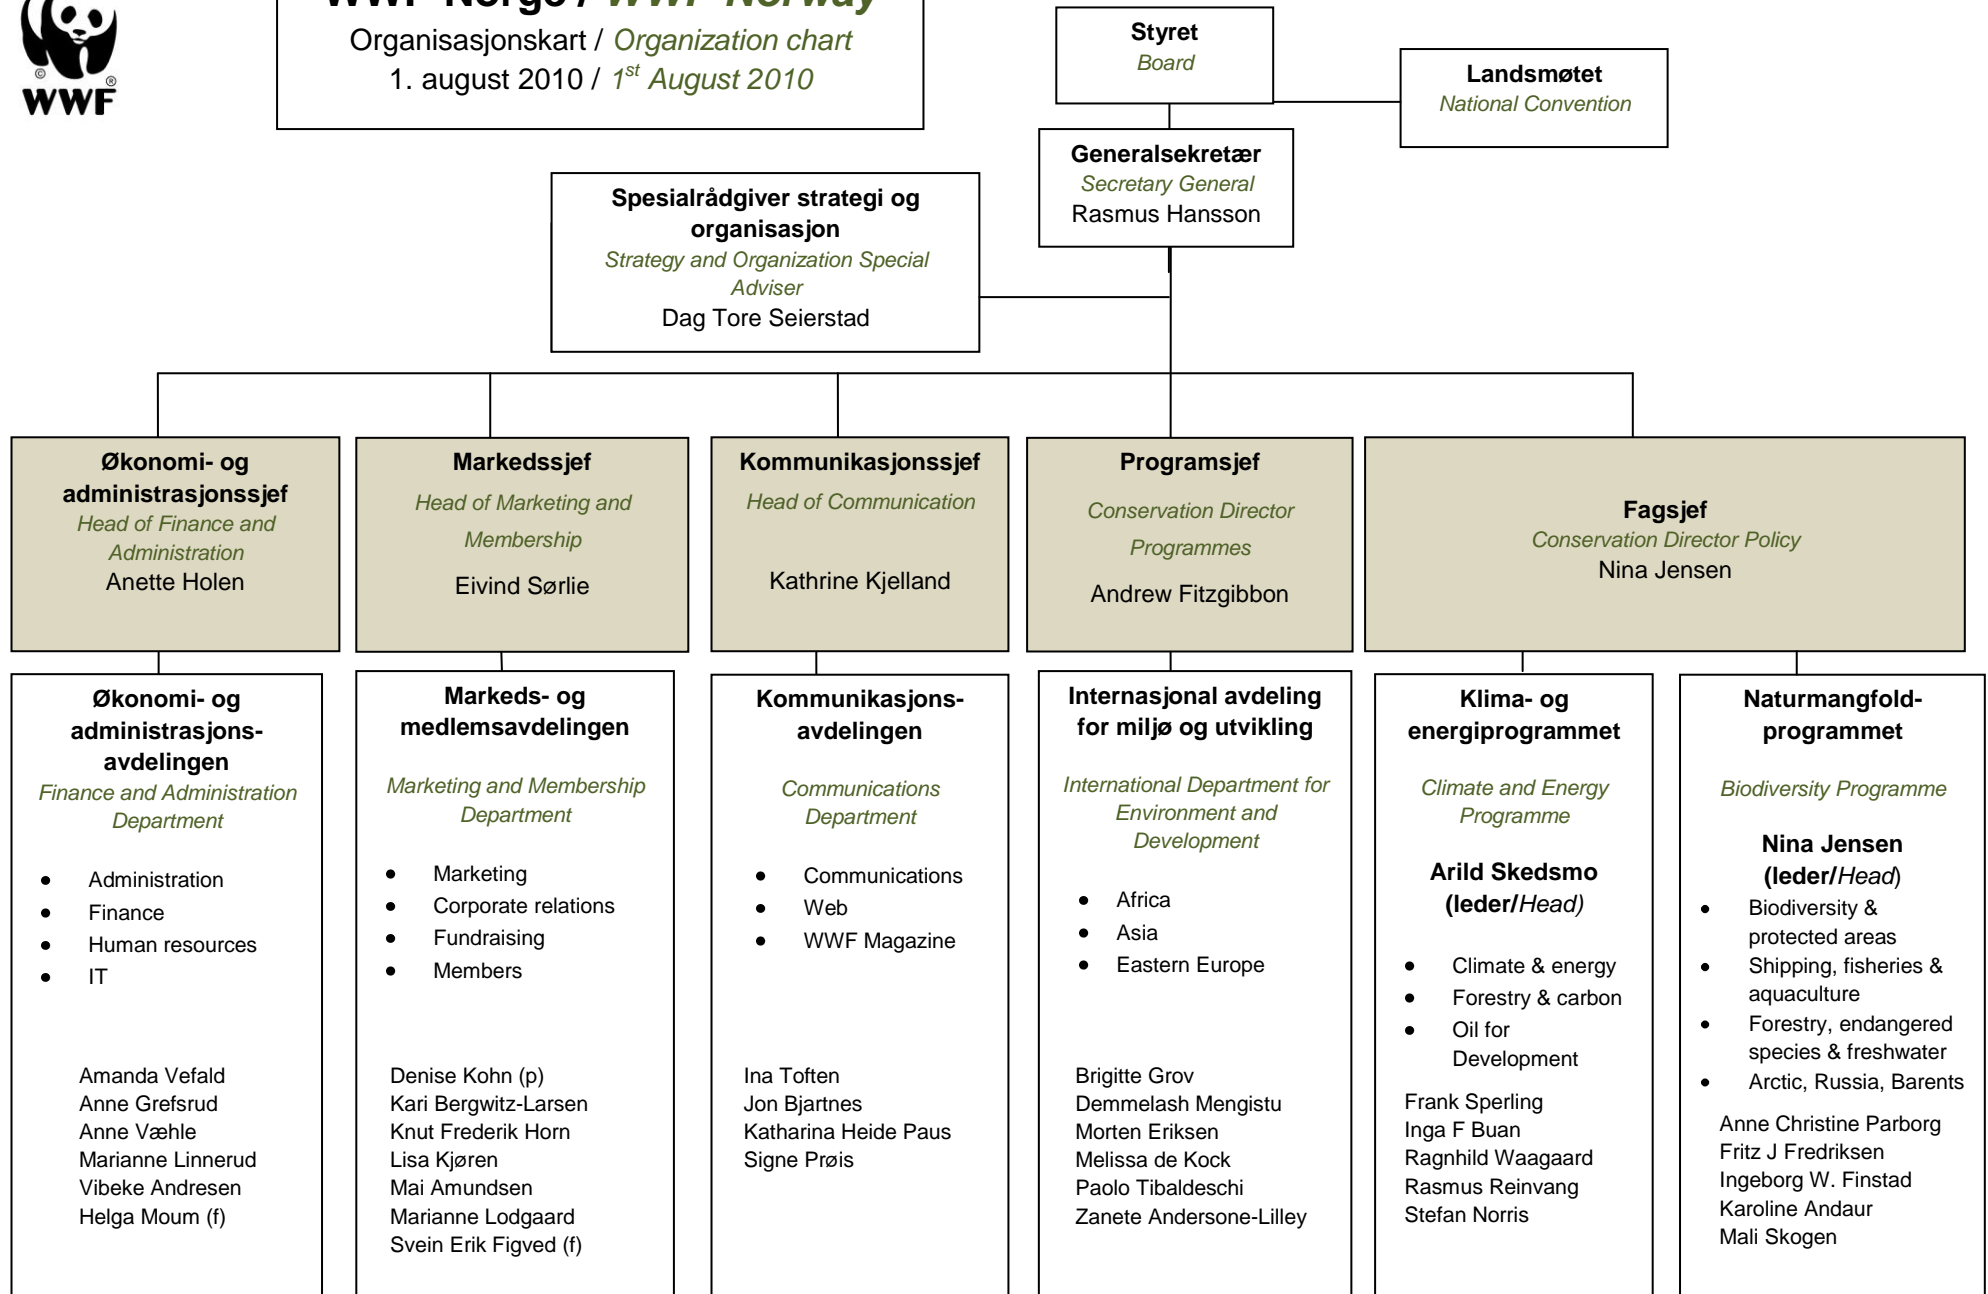 WWF
©
®
WWF-Norge / WWF-Norway
Organisasjonskart / Organization chart
1. august 2010 / 1st August 2010
Styret
Board
Landsmøtet
National Convention
Generalsekretær
Secretary General
Rasmus Hansson
Spesialrådgiver strategi og
organisasjon
Strategy and Organization Special
Adviser
Dag Tore Seierstad
Økonomi- og
administrasjonssjef
Head of Finance and
Administration
Anette Holen
Markedssjef
Head of Marketing and
Membership
Eivind Sørlie
Kommunikasjonssjef
Head of Communication
Kathrine Kjelland
Programsjef
Conservation Director
Programmes
Andrew Fitzgibbon
Fagsjef
Conservation Director Policy
Nina Jensen
Økonomi- og
administrasjons-
avdelingen
Finance and Administration
Department
• Administration
• Finance
• Human resources
• IT
Amanda Vefald
Anne Grefsrud
Anne Væhle
Marianne Linnerud
Vibeke Andresen
Helga Moum (f)
Markeds- og
medlemsavdelingen
Marketing and Membership
Department
• Marketing
• Corporate relations
• Fundraising
• Members
Denise Kohn (p)
Kari Bergwitz-Larsen
Knut Frederik Horn
Lisa Kjøren
Mai Amundsen
Marianne Lodgaard
Svein Erik Figved (f)
Kommunikasjons-
avdelingen
Communications
Department
• Communications
• Web
• WWF Magazine
Ina Toften
Jon Bjartnes
Katharina Heide Paus
Signe Prøis
Internasjonal avdeling
for miljø og utvikling
International Department for
Environment and
Development
• Africa
• Asia
• Eastern Europe
Brigitte Grov
Demmelash Mengistu
Morten Eriksen
Melissa de Kock
Paolo Tibaldeschi
Zanete Andersone-Lilley
Klima- og
energiprogrammet
Climate and Energy
Programme
Arild Skedsmo
(leder/Head)
• Climate & energy
• Forestry & carbon
• Oil for
Development
Frank Sperling
Inga F Buan
Ragnhild Waagaard
Rasmus Reinvang
Stefan Norris
Naturmangfold-
programmet
Biodiversity Programme
Nina Jensen
(leder/Head)
• Biodiversity &
protected areas
• Shipping, fisheries &
aquaculture
• Forestry, endangered
species & freshwater
• Arctic, Russia, Barents
Anne Christine Parborg
Fritz J Fredriksen
Ingeborg W. Finstad
Karoline Andaur
Mali Skogen